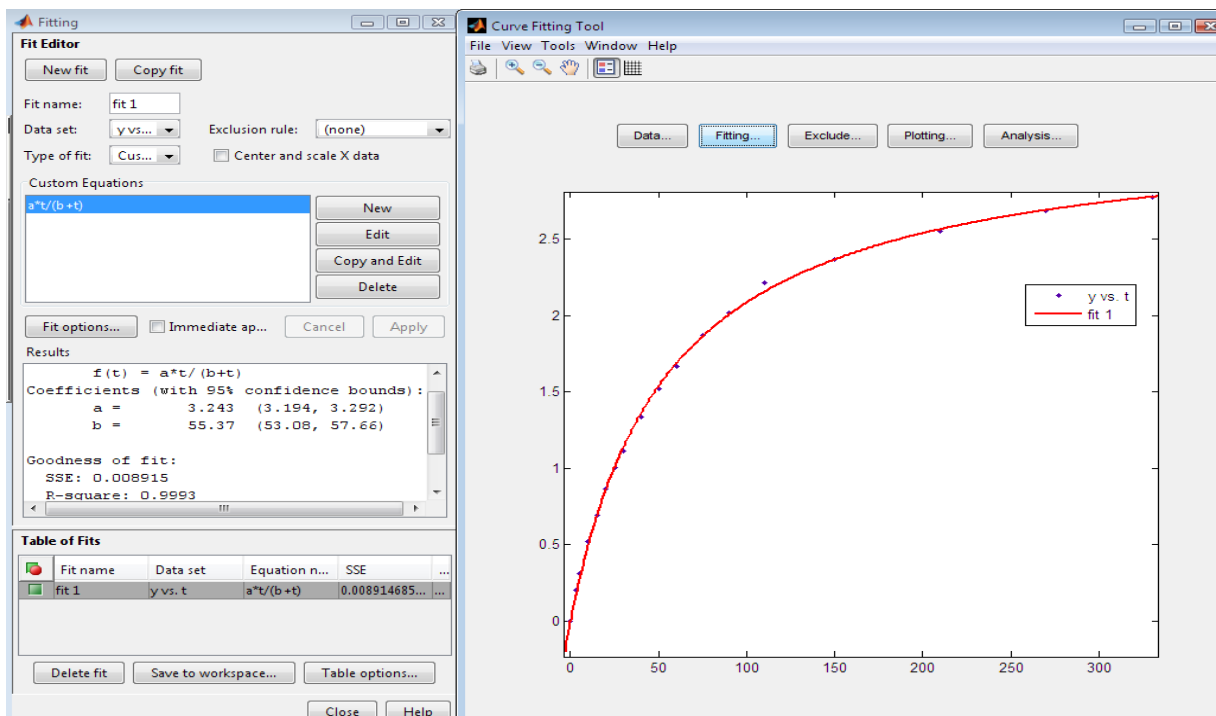 Fitting
Fit Editor
New fit Copy fit
Fit name: fit 1
Data set: y vs... Exclusion rule: (none)
Type of fit: Cus... Center and scale X data
Custom Equations
a*t/(b+t)
New
Edit
Copy and Edit
Delete
Fit options... Immediate ap... Cancel Apply
Results
f(t) = a*t/(b+t)
Coefficients (with 95% confidence bounds):
a = 3.243 (3.194, 3.292)
b = 55.37 (53.08, 57.66)
Goodness of fit:
SSE: 0.008915
R-square: 0.9993
Table of Fits
Fit name Data set Equation n... SSE ...
fit 1 y vs. t a*t/(b+t) 0.008914685... ...
Delete fit Save to workspace... Table options...
Close Help
Curve Fitting Tool
File View Tools Window Help
Data... Fitting... Exclude... Plotting... Analysis...
2.5
2
1.5
1
0.5
0
0 50 100 150 200 250 300
y vs. t
fit 1